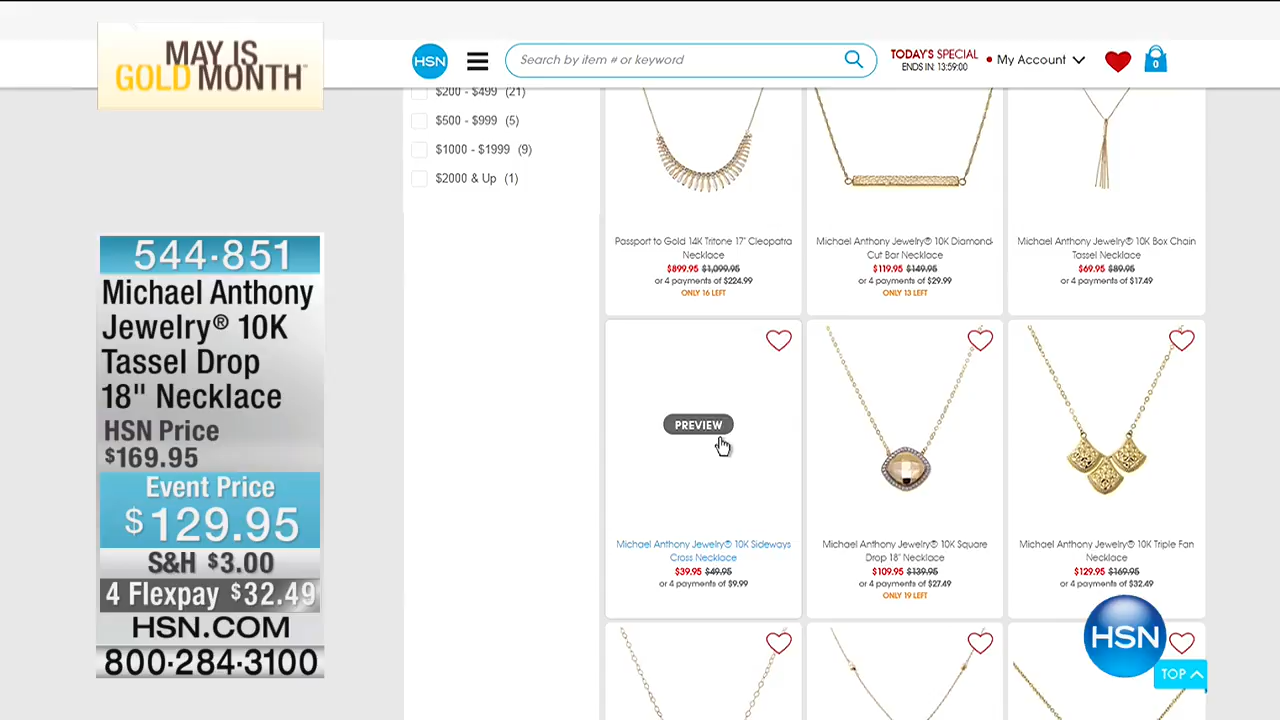 MAY IS
GOLD MONTH™
HSN
Search by item # or keyword
TODAY'S SPECIAL
ENDS IN: 13:59:00
My Account
0
$200 - $499 (21)
$500 - $999 (5)
$1000 - $1999 (9)
$2000 & Up (1)
Passport to Gold 14K Tritone 17" Cleopatra
Necklace
$899.95 $1,099.95
or 4 payments of $224.99
ONLY 16 LEFT
Michael Anthony Jewelry® 10K Diamond-
Cut Bar Necklace
$119.95 $149.95
or 4 payments of $29.99
ONLY 13 LEFT
Michael Anthony Jewelry® 10K Box Chain
Tassel Necklace
$69.95 $89.95
or 4 payments of $17.49
544·851
Michael Anthony
Jewelry® 10K
Tassel Drop
18" Necklace
HSN Price
$169.95
Event Price
$129.95
S&H $3.00
4 Flexpay $32.49
HSN.COM
800·284·3100
PREVIEW
Michael Anthony Jewelry® 10K Sideways
Cross Necklace
$39.95 $49.95
or 4 payments of $9.99
Michael Anthony Jewelry® 10K Square
Drop 18" Necklace
$109.95 $139.95
or 4 payments of $27.49
ONLY 19 LEFT
Michael Anthony Jewelry® 10K Triple Fan
Necklace
$129.95 $169.95
or 4 payments of $32.49
HSN
TOP